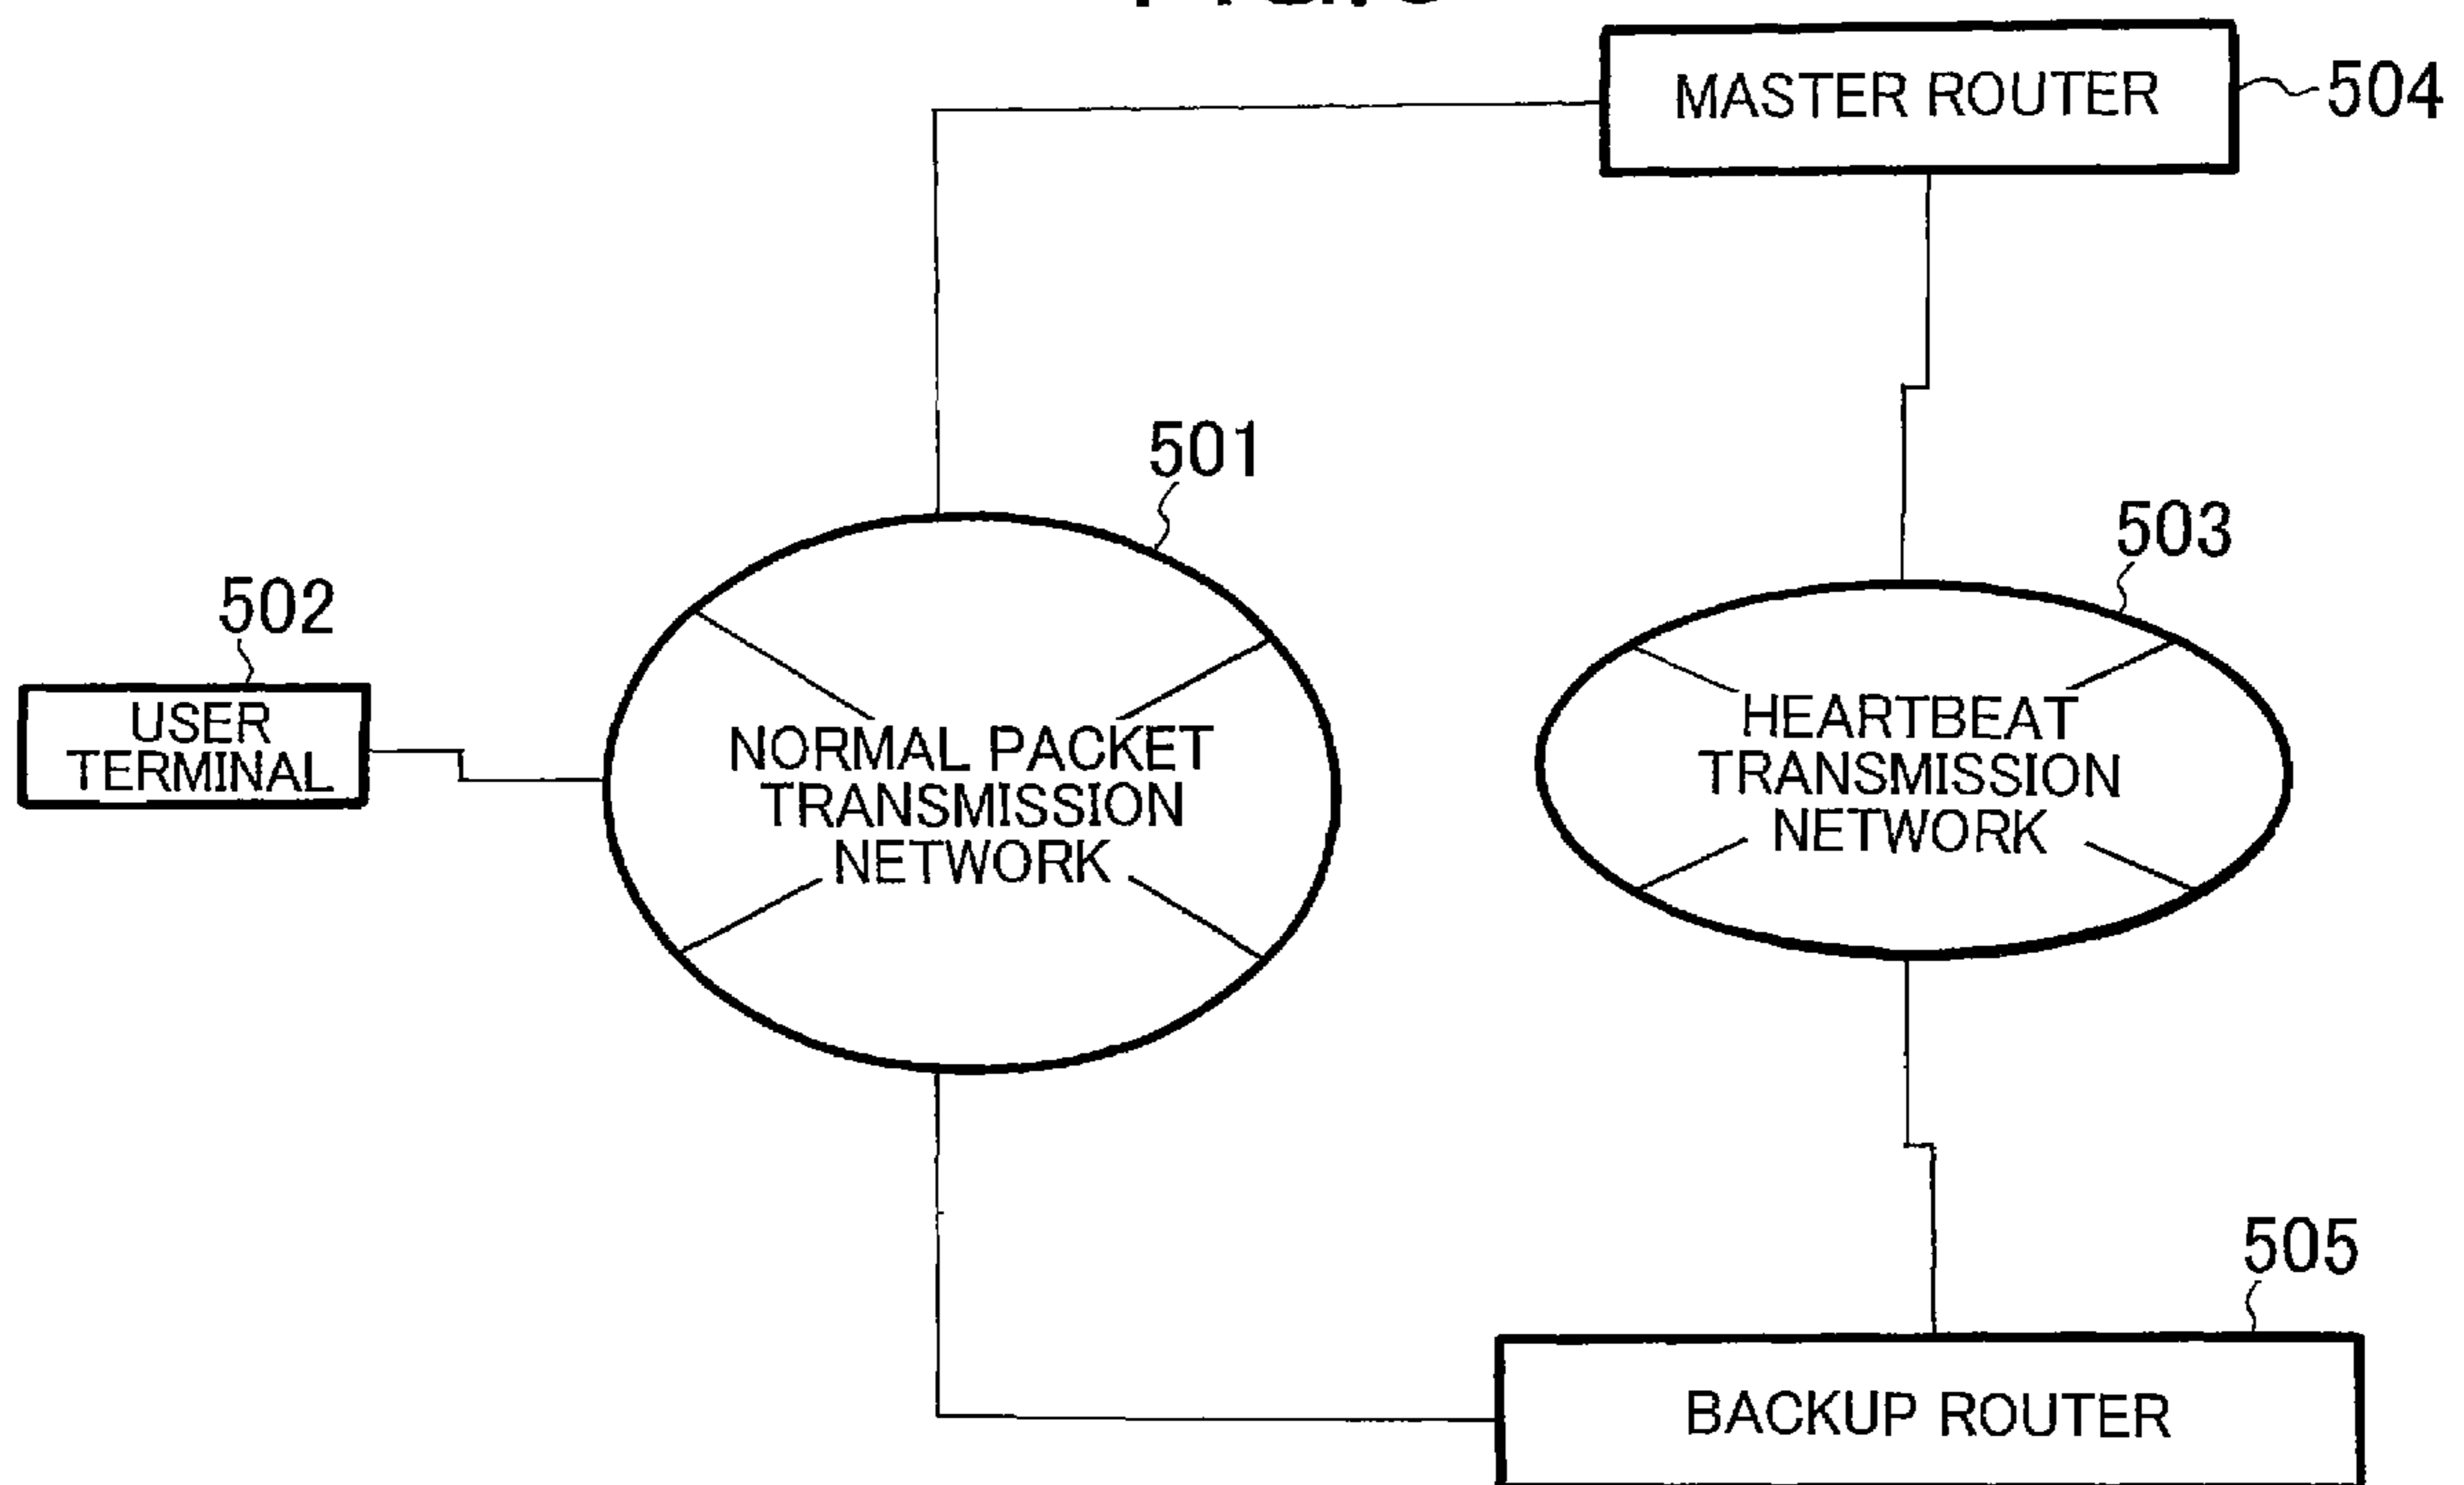 MASTER ROUTER
504
501
503
502
USER
TERMINAL
NORMAL PACKET
TRANSMISSION
NETWORK
HEARTBEAT
TRANSMISSION
NETWORK
505
BACKUP ROUTER